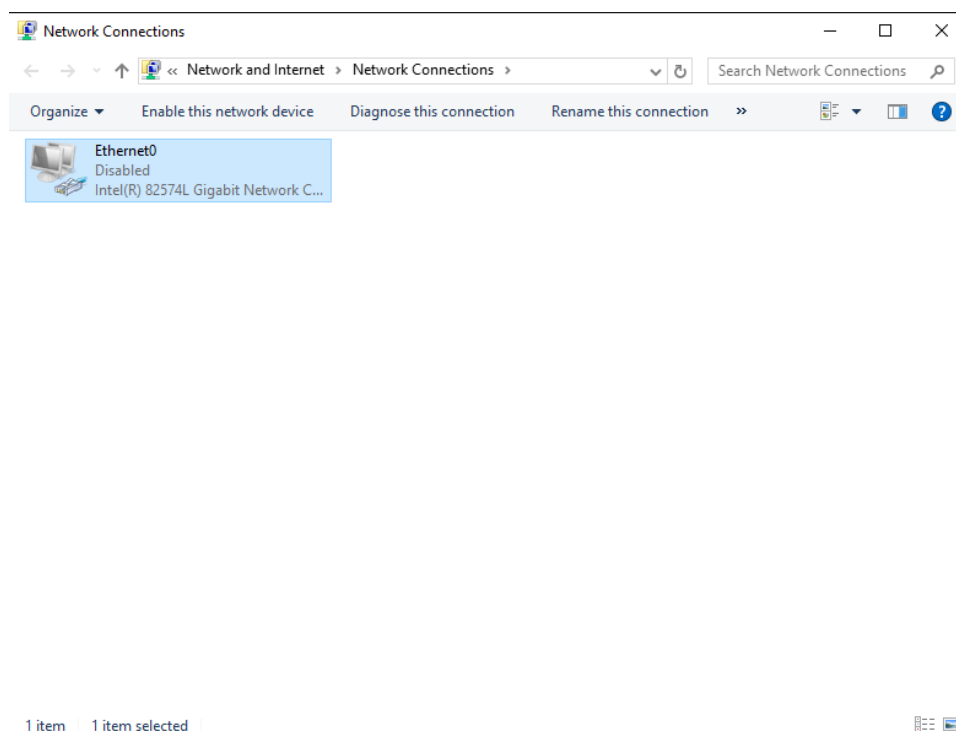 Network Connections
« Network and Internet › Network Connections ›
Search Network Connections
Organize Enable this network device Diagnose this connection Rename this connection »
?
Ethernet0
Disabled
Intel(R) 82574L Gigabit Network C...
1 item 1 item selected